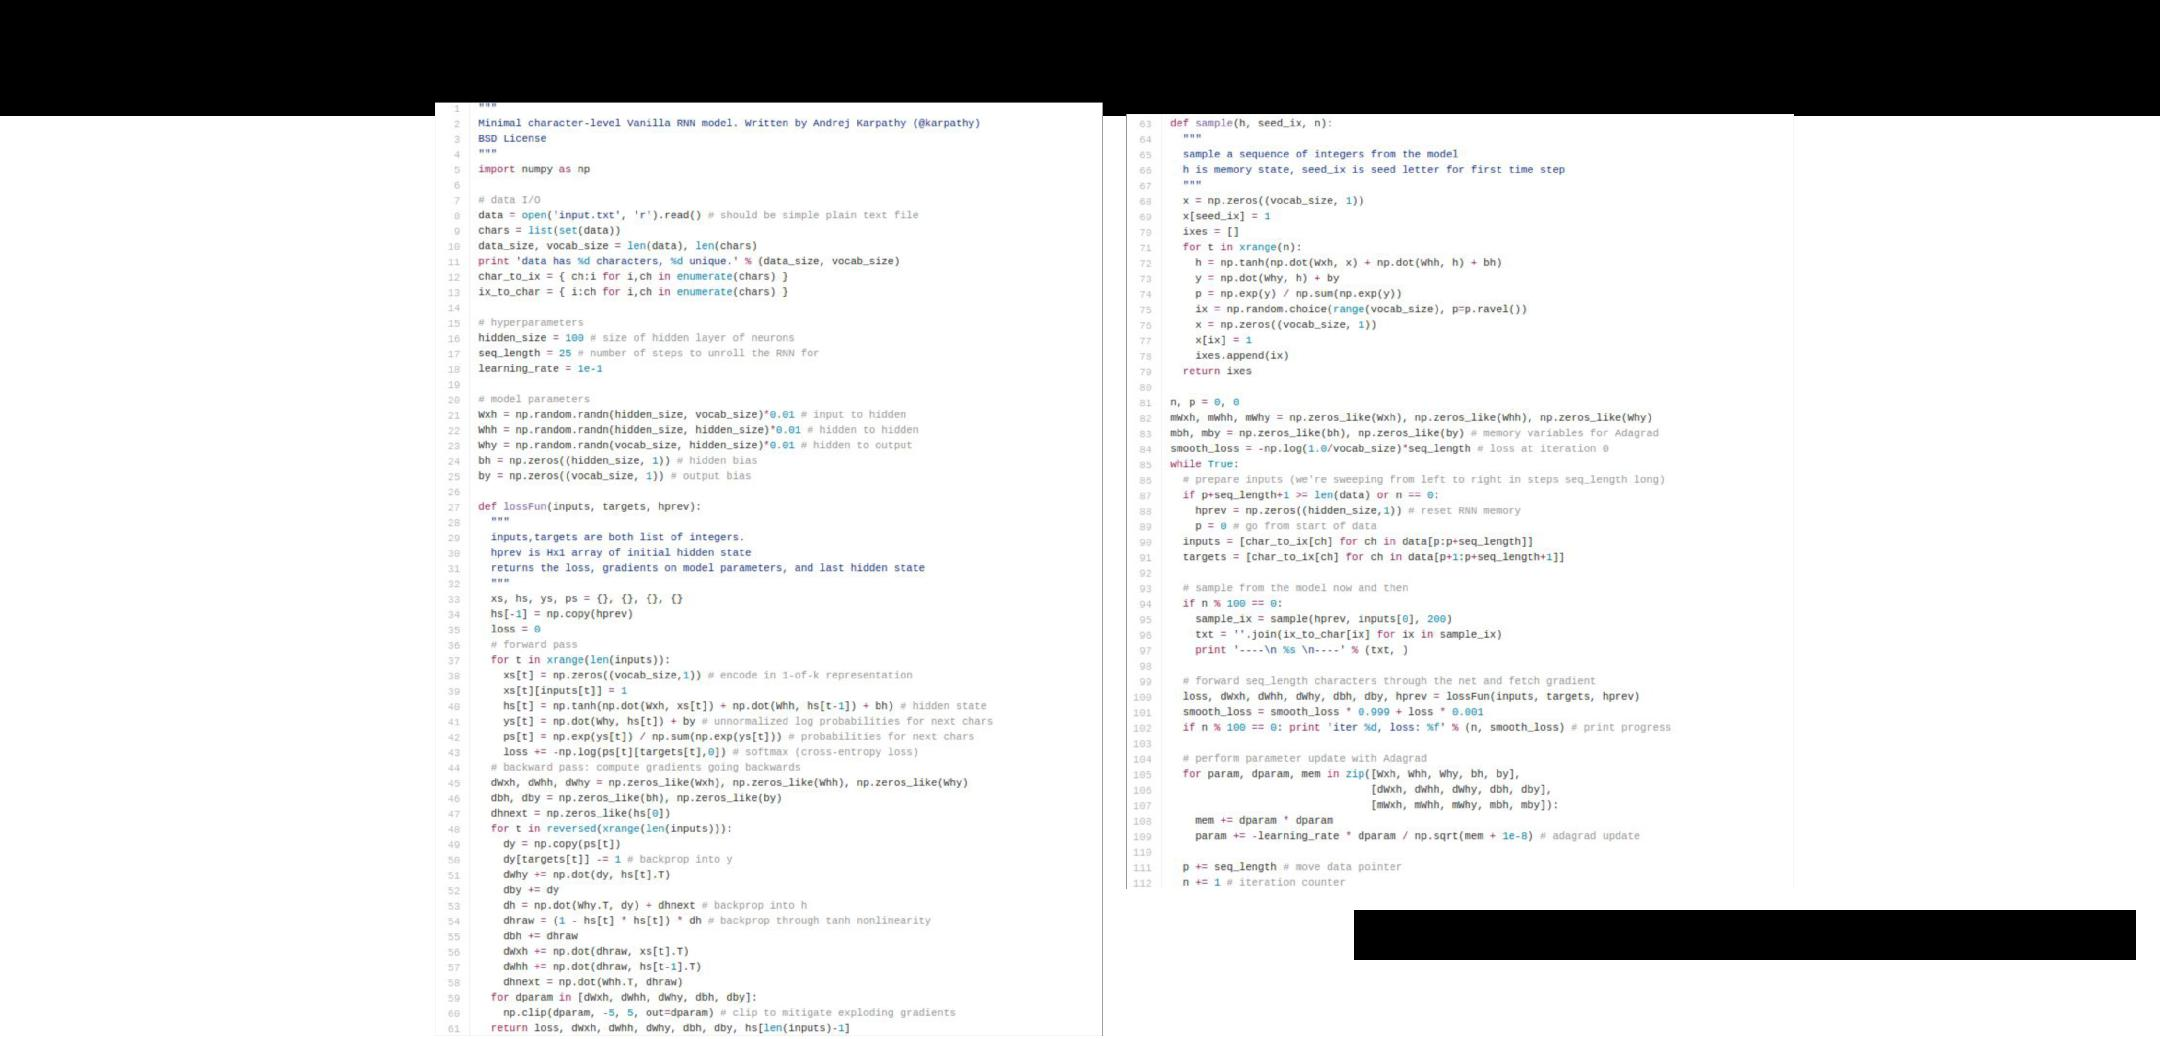 1 """
2 Minimal character-level Vanilla RNN model. Written by Andrej Karpathy (@karpathy)
3 BSD License
4 """
5 import numpy as np
6
7 # data I/O
8 data = open('input.txt', 'r').read() # should be simple plain text file
9 chars = list(set(data))
10 data_size, vocab_size = len(data), len(chars)
11 print 'data has %d characters, %d unique.' % (data_size, vocab_size)
12 char_to_ix = { ch:i for i,ch in enumerate(chars) }
13 ix_to_char = { i:ch for i,ch in enumerate(chars) }
14
15 # hyperparameters
16 hidden_size = 100 # size of hidden layer of neurons
17 seq_length = 25 # number of steps to unroll the RNN for
18 learning_rate = 1e-1
19
20 # model parameters
21 Wxh = np.random.randn(hidden_size, vocab_size)*0.01 # input to hidden
22 Whh = np.random.randn(hidden_size, hidden_size)*0.01 # hidden to hidden
23 Why = np.random.randn(vocab_size, hidden_size)*0.01 # hidden to output
24 bh = np.zeros((hidden_size, 1)) # hidden bias
25 by = np.zeros((vocab_size, 1)) # output bias
26
27 def lossFun(inputs, targets, hprev):
28   """
29   inputs,targets are both list of integers.
30   hprev is Hx1 array of initial hidden state
31   returns the loss, gradients on model parameters, and last hidden state
32   """
33   xs, hs, ys, ps = {}, {}, {}, {}
34   hs[-1] = np.copy(hprev)
35   loss = 0
36   # forward pass
37   for t in xrange(len(inputs)):
38     xs[t] = np.zeros((vocab_size,1)) # encode in 1-of-k representation
39     xs[t][inputs[t]] = 1
40     hs[t] = np.tanh(np.dot(Wxh, xs[t]) + np.dot(Whh, hs[t-1]) + bh) # hidden state
41     ys[t] = np.dot(Why, hs[t]) + by # unnormalized log probabilities for next chars
42     ps[t] = np.exp(ys[t]) / np.sum(np.exp(ys[t])) # probabilities for next chars
43     loss += -np.log(ps[t][targets[t],0]) # softmax (cross-entropy loss)
44   # backward pass: compute gradients going backwards
45   dWxh, dWhh, dWhy = np.zeros_like(Wxh), np.zeros_like(Whh), np.zeros_like(Why)
46   dbh, dby = np.zeros_like(bh), np.zeros_like(by)
47   dhnext = np.zeros_like(hs[0])
48   for t in reversed(xrange(len(inputs))):
49     dy = np.copy(ps[t])
50     dy[targets[t]] -= 1 # backprop into y
51     dWhy += np.dot(dy, hs[t].T)
52     dby += dy
53     dh = np.dot(Why.T, dy) + dhnext # backprop into h
54     dhraw = (1 - hs[t] * hs[t]) * dh # backprop through tanh nonlinearity
55     dbh += dhraw
56     dWxh += np.dot(dhraw, xs[t].T)
57     dWhh += np.dot(dhraw, hs[t-1].T)
58     dhnext = np.dot(Whh.T, dhraw)
59   for dparam in [dWxh, dWhh, dWhy, dbh, dby]:
60     np.clip(dparam, -5, 5, out=dparam) # clip to mitigate exploding gradients
61   return loss, dWxh, dWhh, dWhy, dbh, dby, hs[len(inputs)-1]
63 def sample(h, seed_ix, n):
64   """
65   sample a sequence of integers from the model
66   h is memory state, seed_ix is seed letter for first time step
67   """
68   x = np.zeros((vocab_size, 1))
69   x[seed_ix] = 1
70   ixes = []
71   for t in xrange(n):
72     h = np.tanh(np.dot(Wxh, x) + np.dot(Whh, h) + bh)
73     y = np.dot(Why, h) + by
74     p = np.exp(y) / np.sum(np.exp(y))
75     ix = np.random.choice(range(vocab_size), p=p.ravel())
76     x = np.zeros((vocab_size, 1))
77     x[ix] = 1
78     ixes.append(ix)
79   return ixes
80
81 n, p = 0, 0
82 mWxh, mWhh, mWhy = np.zeros_like(Wxh), np.zeros_like(Whh), np.zeros_like(Why)
83 mbh, mby = np.zeros_like(bh), np.zeros_like(by) # memory variables for Adagrad
84 smooth_loss = -np.log(1.0/vocab_size)*seq_length # loss at iteration 0
85 while True:
86   # prepare inputs (we're sweeping from left to right in steps seq_length long)
87   if p+seq_length+1 >= len(data) or n == 0:
88     hprev = np.zeros((hidden_size,1)) # reset RNN memory
89     p = 0 # go from start of data
90   inputs = [char_to_ix[ch] for ch in data[p:p+seq_length]]
91   targets = [char_to_ix[ch] for ch in data[p+1:p+seq_length+1]]
92
93   # sample from the model now and then
94   if n % 100 == 0:
95     sample_ix = sample(hprev, inputs[0], 200)
96     txt = ''.join(ix_to_char[ix] for ix in sample_ix)
97     print '----\n %s \n----' % (txt, )
98
99   # forward seq_length characters through the net and fetch gradient
100   loss, dWxh, dWhh, dWhy, dbh, dby, hprev = lossFun(inputs, targets, hprev)
101   smooth_loss = smooth_loss * 0.999 + loss * 0.001
102   if n % 100 == 0: print 'iter %d, loss: %f' % (n, smooth_loss) # print progress
103
104   # perform parameter update with Adagrad
105   for param, dparam, mem in zip([Wxh, Whh, Why, bh, by],
106                                 [dWxh, dWhh, dWhy, dbh, dby],
107                                 [mWxh, mWhh, mWhy, mbh, mby]):
108     mem += dparam * dparam
109     param += -learning_rate * dparam / np.sqrt(mem + 1e-8) # adagrad update
110
111   p += seq_length # move data pointer
112   n += 1 # iteration counter